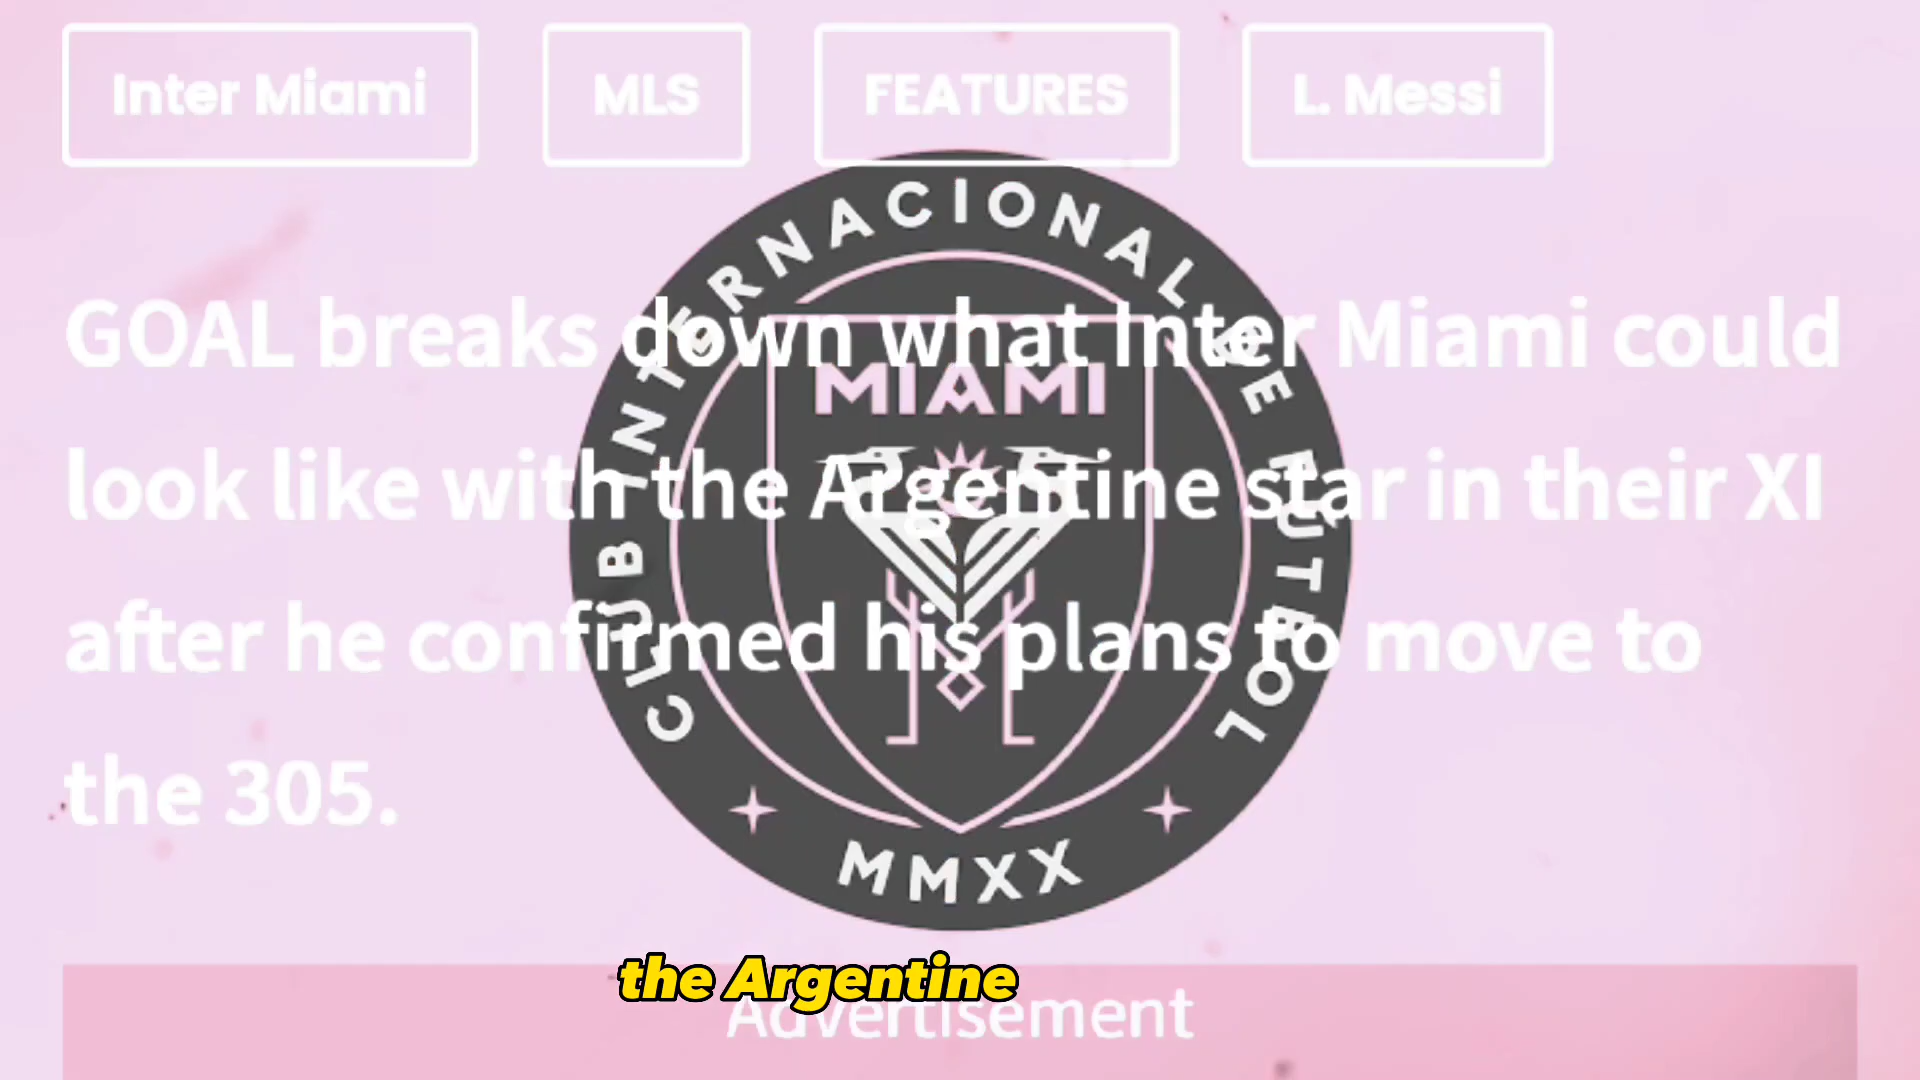 Inter Miami MLS FEATURES L. Messi
CLUB INTERNACIONAL DE FÚTBOL
GOAL breaks down what Inter Miami could
MIAMI
look like with the Argentine star in their XI
after he confirmed his plans to move to
the 305.
MMXX
the Argentine
Advertisement